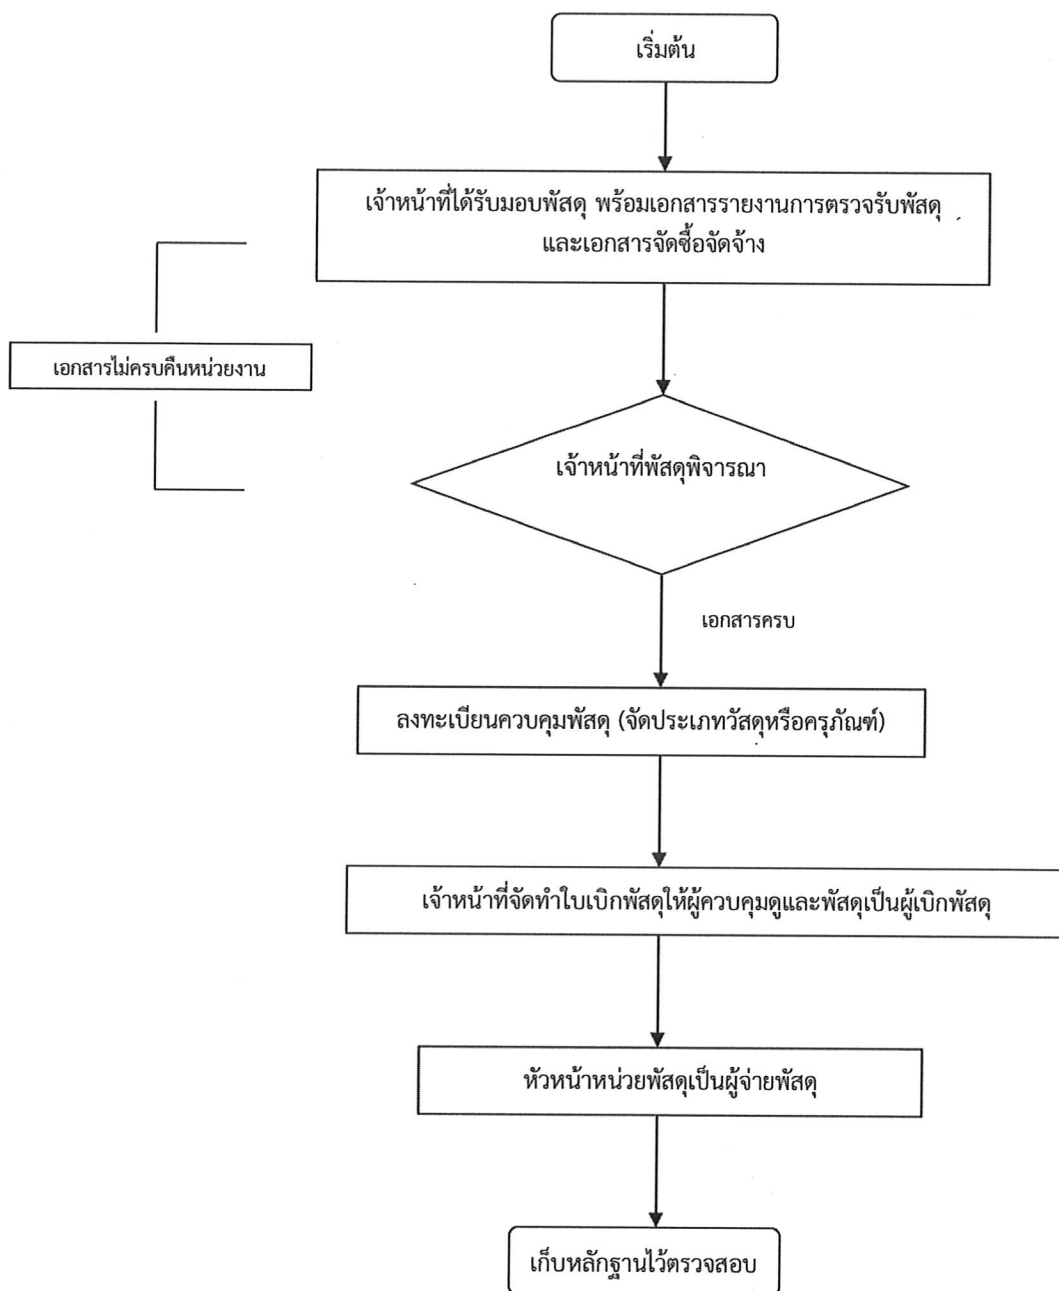 เริ่มต้น
เจ้าหน้าที่ได้รับมอบพัสดุ พร้อมเอกสารรายงานการตรวจรับพัสดุ
และเอกสารจัดซื้อจัดจ้าง
เอกสารไม่ครบคืนหน่วยงาน
เจ้าหน้าที่พัสดุพิจารณา
เอกสารครบ
ลงทะเบียนควบคุมพัสดุ (จัดประเภทวัสดุหรือครุภัณฑ์)
เจ้าหน้าที่จัดทำใบเบิกพัสดุให้ผู้ควบคุมดูและพัสดุเป็นผู้เบิกพัสดุ
หัวหน้าหน่วยพัสดุเป็นผู้จ่ายพัสดุ
เก็บหลักฐานไว้ตรวจสอบ